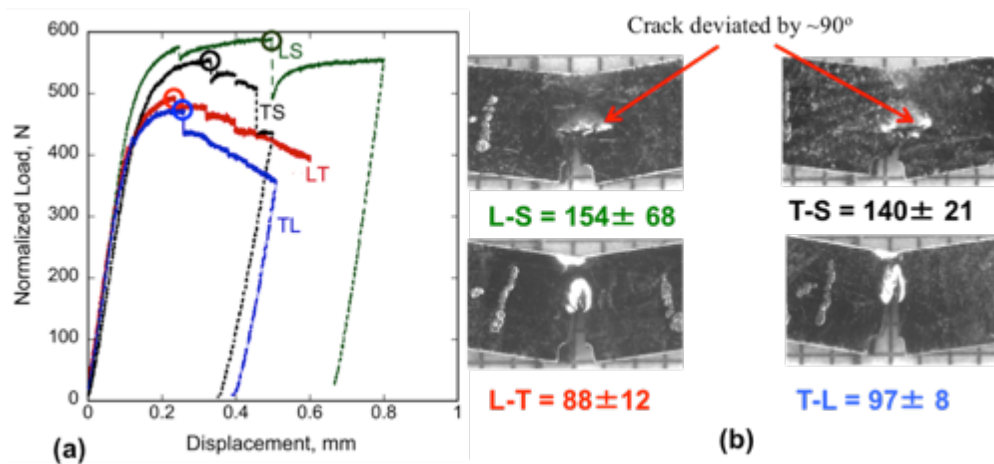 600
500
400
300
200
100
0
Normalized Load, N
LS
TS
LT
TL
0
0.2
0.4
0.6
0.8
1
Displacement, mm
(a)
Crack deviated by ~90°
L-S = 154± 68
T-S = 140± 21
L-T = 88±12
T-L = 97± 8
(b)